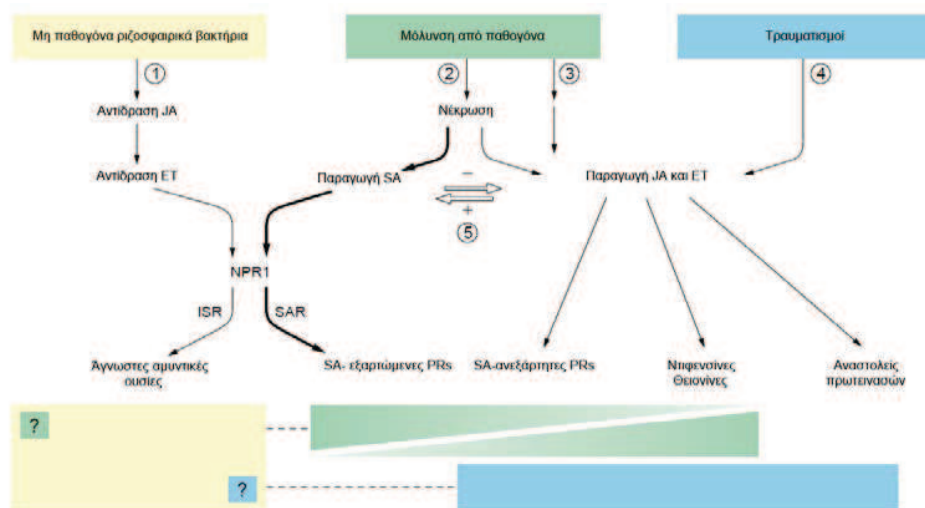 Μη παθογόνα ριζοσφαιρικά βακτήρια
Μόλυνση από παθογόνα
Τραυματισμοί
1
2
3
4
Αντίδραση JA
Νέκρωση
Αντίδραση ET
Παραγωγή SA
−
+
5
Παραγωγή JA και ET
NPR1
ISR
SAR
Άγνωστες αμυντικές
ουσίες
SA- εξαρτώμενες PRs
SA-ανεξάρτητες PRs
Ντιφενσίνες
Θειονίνες
Αναστολείς
πρωτεινασών
?
?